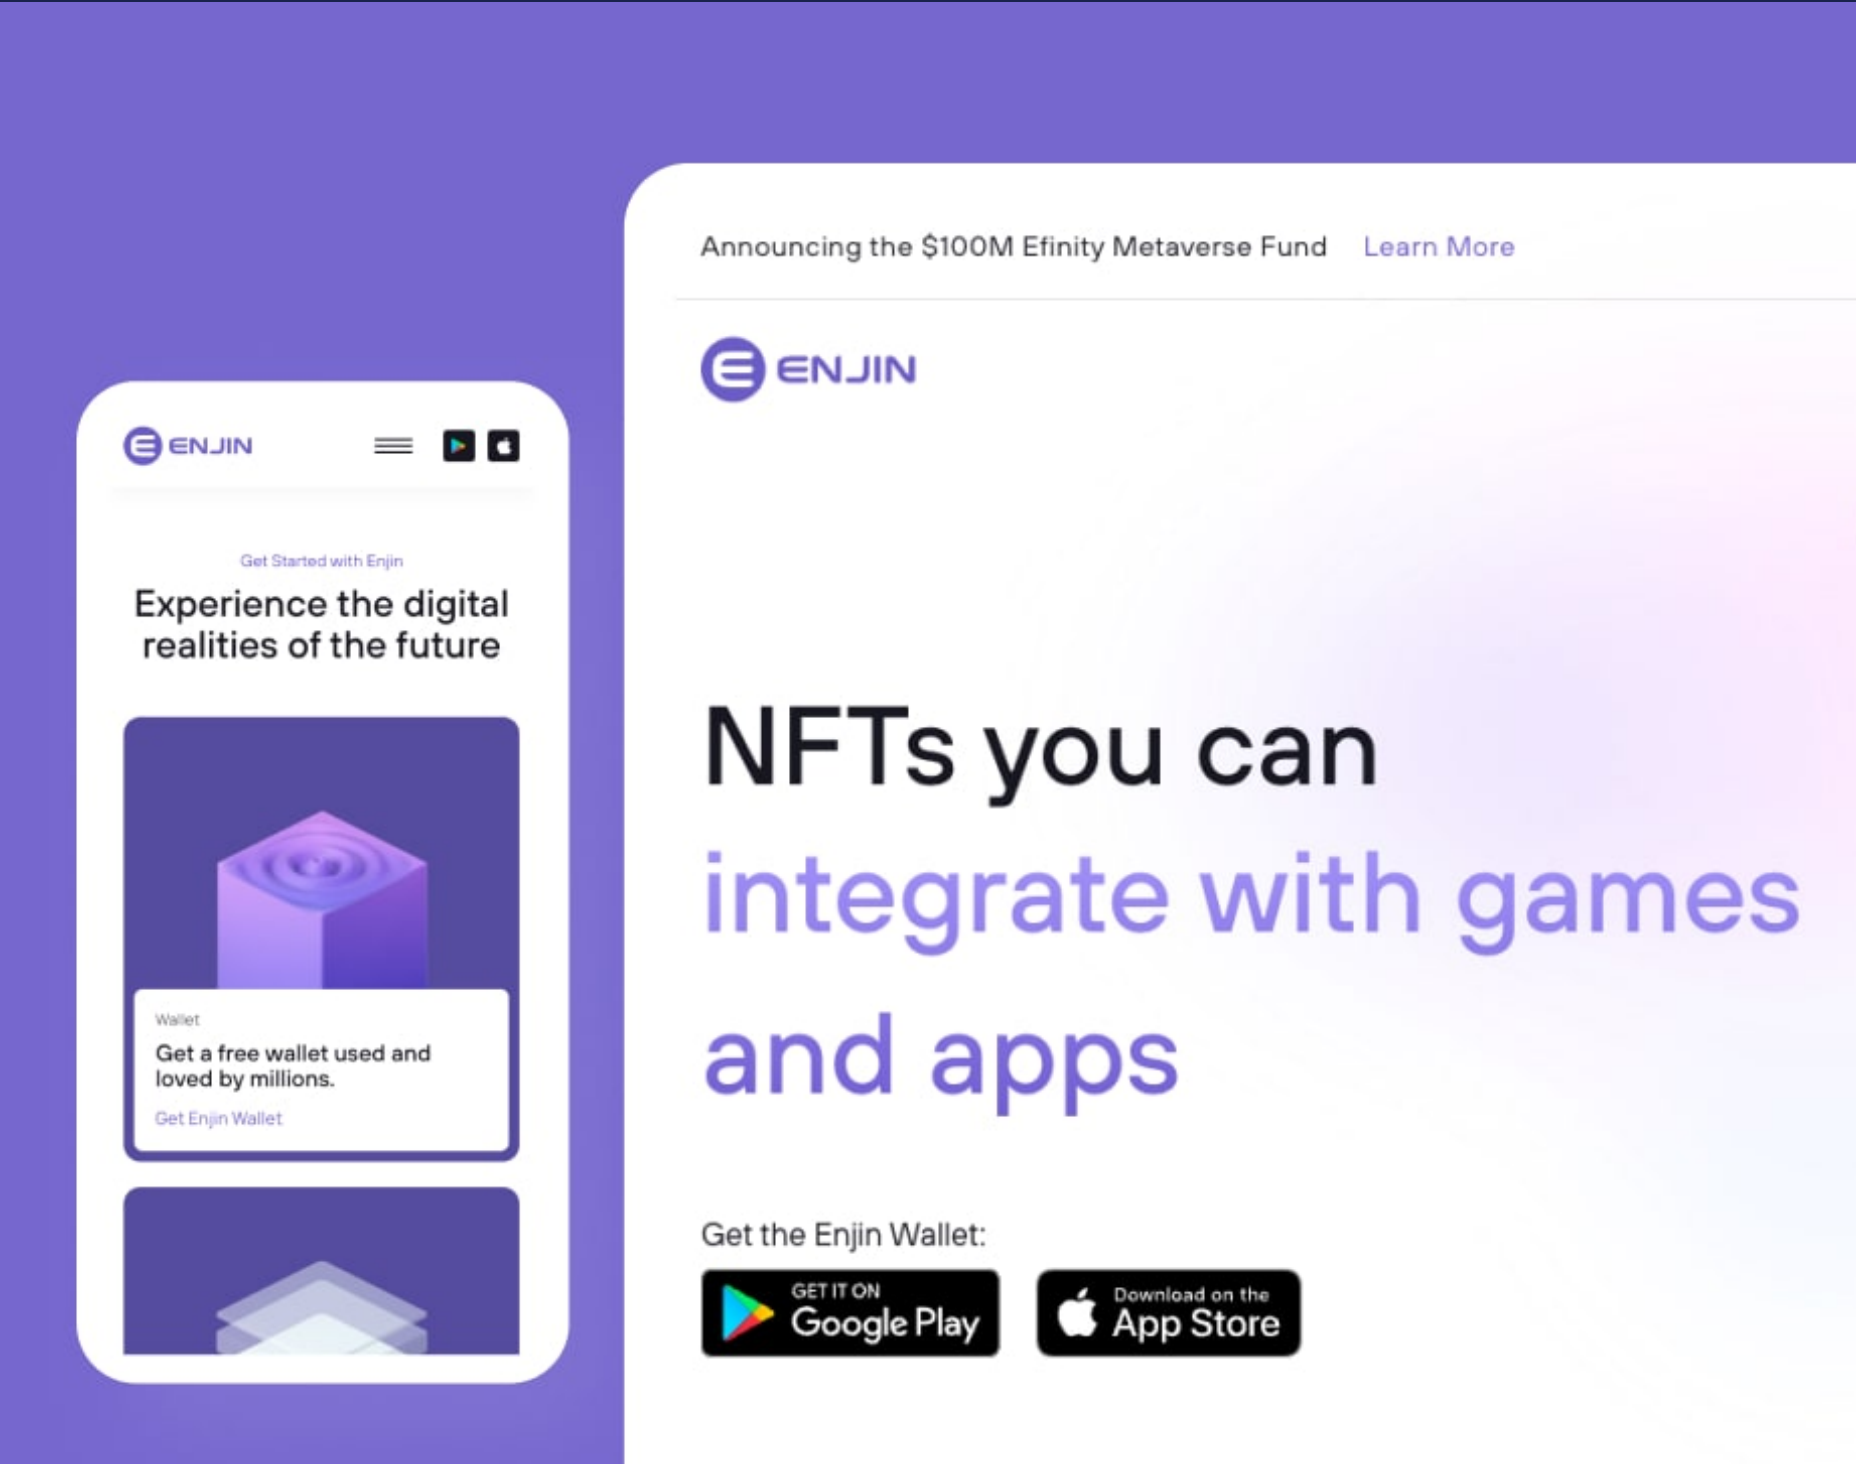 ENJIN
Get Started with Enjin
Experience the digital
realities of the future
Wallet
Get a free wallet used and
loved by millions.
Get Enjin Wallet
Announcing the $100M Efinity Metaverse Fund Learn More
ENJIN
NFTs you can
integrate with games
and apps
Get the Enjin Wallet:
GET IT ON
Google Play
Download on the
App Store